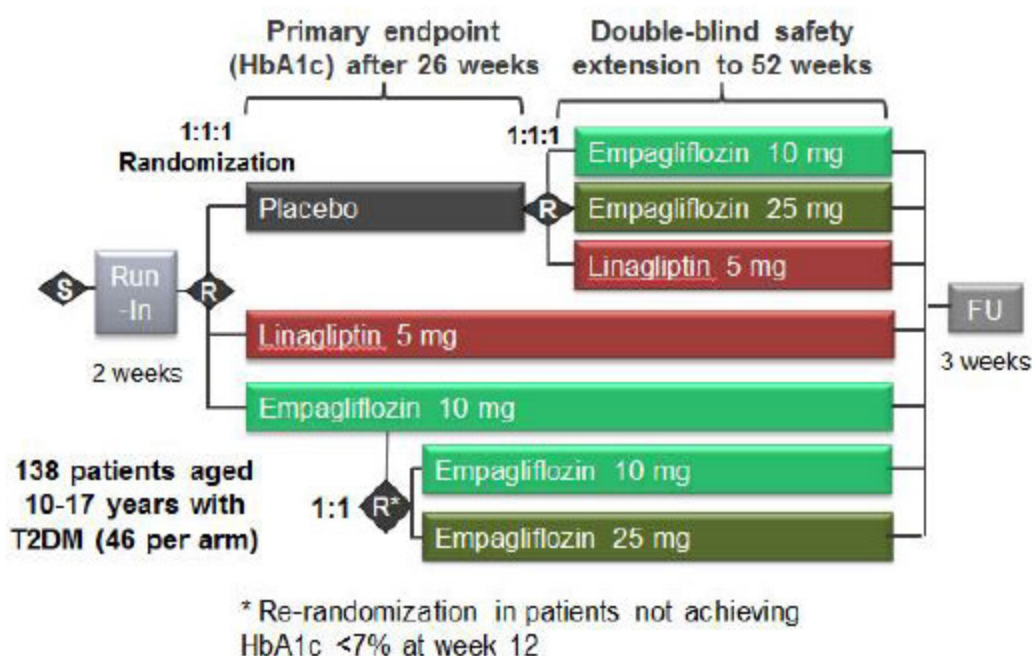 Primary endpoint
(HbA1c) after 26 weeks
Double-blind safety
extension to 52 weeks
1:1:1
Randomization
1:1:1
Empagliflozin 10 mg
Placebo
R
Empagliflozin 25 mg
Linagliptin 5 mg
S
Run
-In
R
FU
Linagliptin 5 mg
2 weeks
3 weeks
Empagliflozin 10 mg
138 patients aged
10-17 years with
T2DM (46 per arm)
1:1
R*
Empagliflozin 10 mg
Empagliflozin 25 mg
* Re-randomization in patients not achieving
HbA1c <7% at week 12